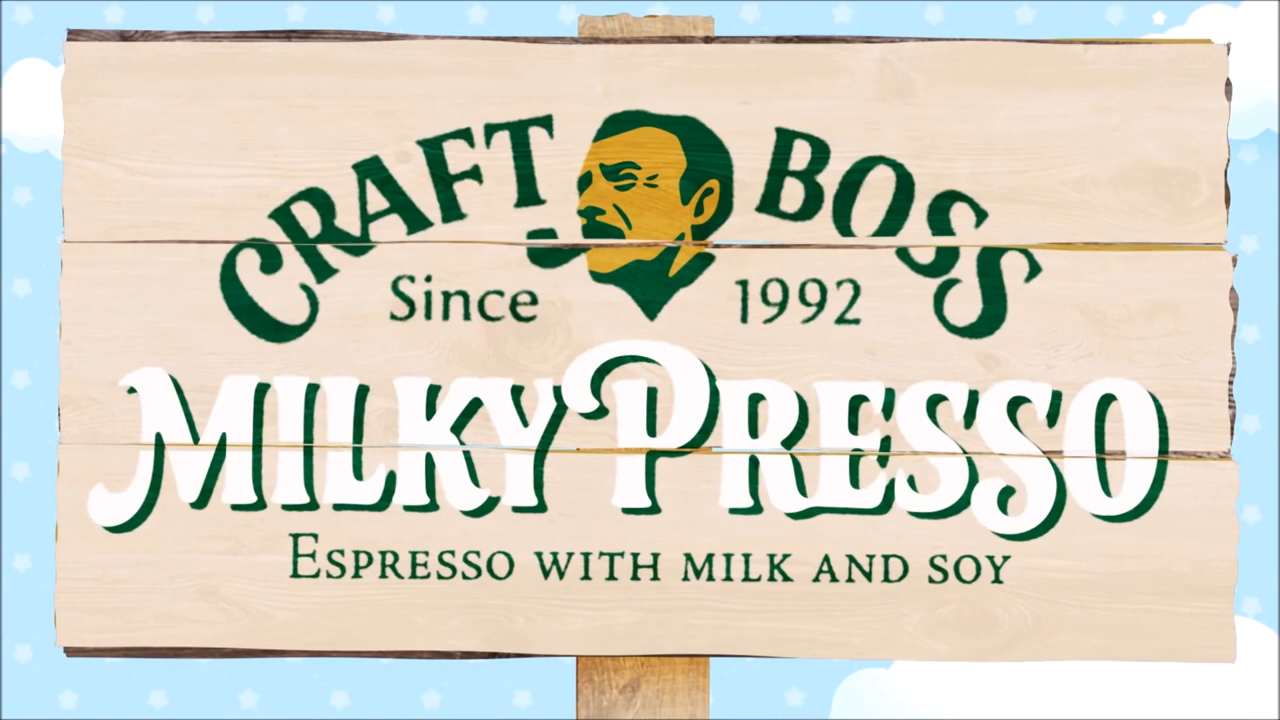 CRAFT BOSS
Since 1992
MILKY PRESSO
ESPRESSO WITH MILK AND SOY